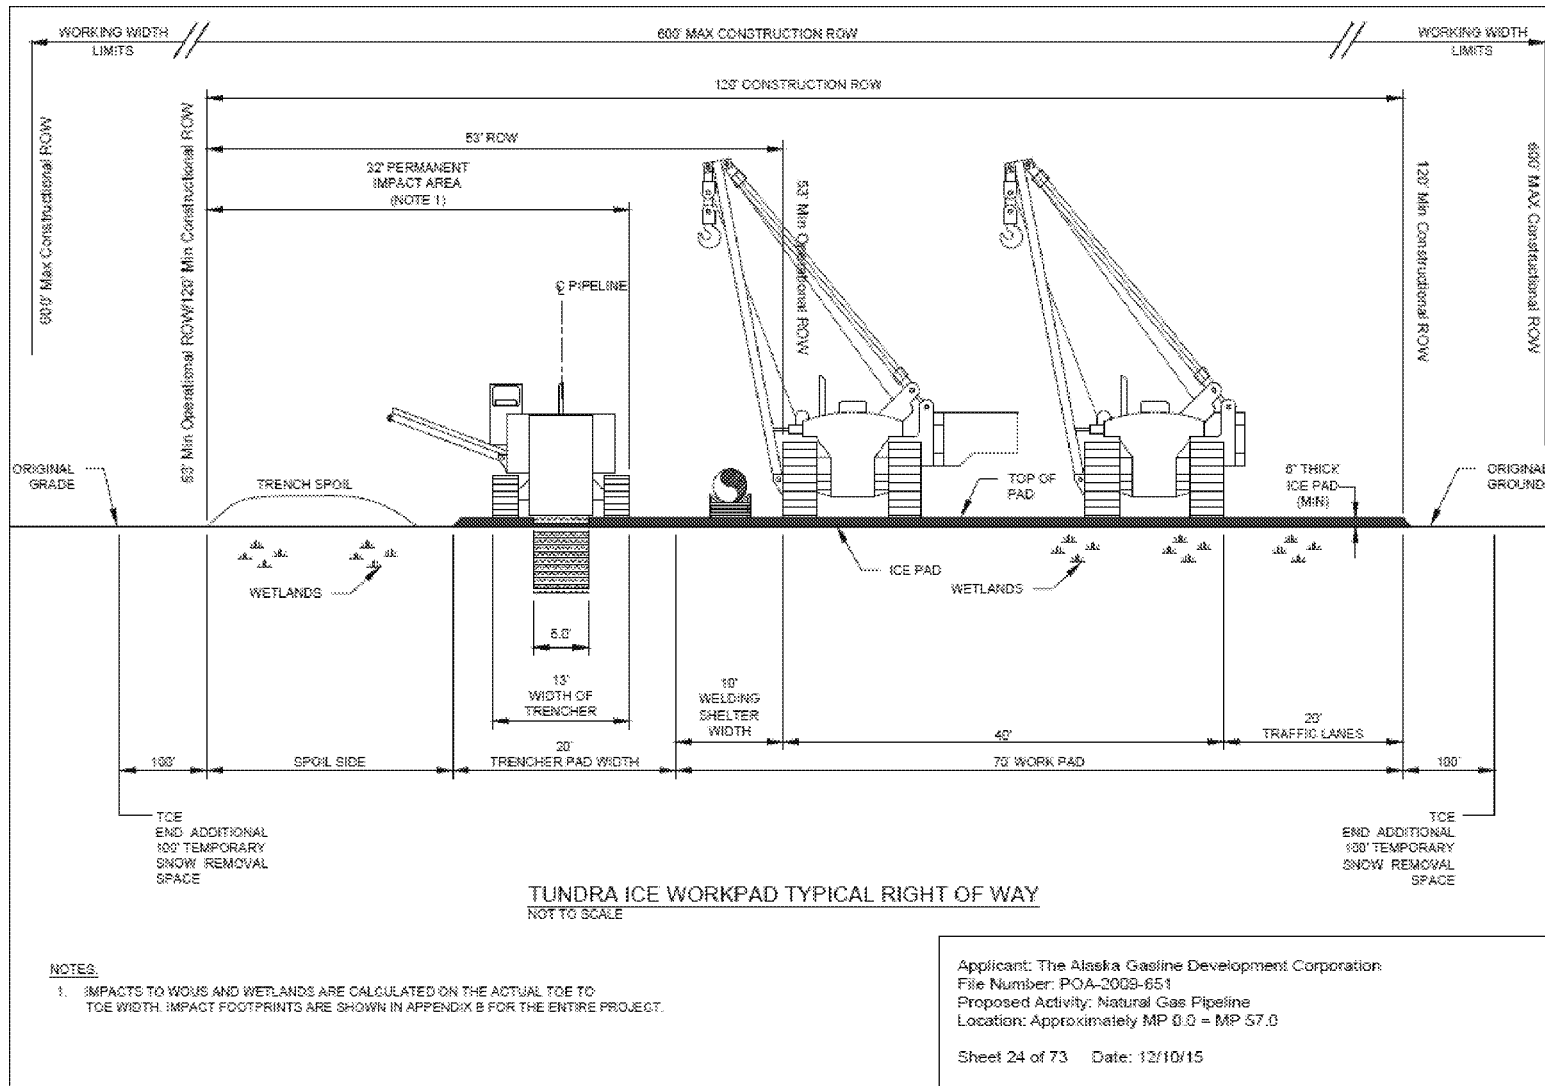 WORKING WIDTH
LIMITS
600' MAX CONSTRUCTION ROW
WORKING WIDTH
LIMITS
120' CONSTRUCTION ROW
53' ROW
32' PERMANENT
IMPACT AREA
(NOTE 1)
600' Max Constructional ROW
Min Operational ROW/120' Min Constructional ROW
53' Min Operational ROW
120' Min Constructional ROW
600' MAX Constructional ROW
PIPELINE
ORIGINAL
GRADE
TRENCH SPOIL
TOP OF
PAD
6" THICK
ICE PAD
(MIN)
ORIGINAL
GROUND
WETLANDS
ICE PAD
WETLANDS
13'
WIDTH OF
TRENCHER
10'
WELDING
SHELTER
WIDTH
20'
TRAFFIC LANES
100'
SPOIL SIDE
20'
TRENCHER PAD WIDTH
70' WORK PAD
100'
TOE
END ADDITIONAL
100' TEMPORARY
SNOW REMOVAL
SPACE
TOE
END ADDITIONAL
100' TEMPORARY
SNOW REMOVAL
SPACE
TUNDRA ICE WORKPAD TYPICAL RIGHT OF WAY
NOT TO SCALE
NOTES:
1. IMPACTS TO WOUS AND WETLANDS ARE CALCULATED ON THE ACTUAL TOE TO
TOE WIDTH. IMPACT FOOTPRINTS ARE SHOWN IN APPENDIX B FOR THE ENTIRE PROJECT.
Applicant: The Alaska Gasline Development Corporation
File Number: POA-2009-651
Proposed Activity: Natural Gas Pipeline
Location: Approximately MP 0.0 – MP 57.0
Sheet 24 of 73 Date: 12/10/15